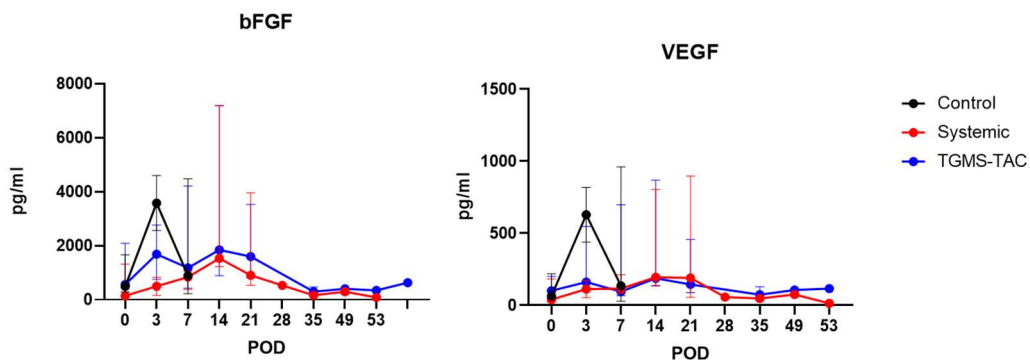 bFGF
pg/ml
8000
6000
4000
2000
0
0 3 7 14 21 28 35 49 53
POD
VEGF
pg/ml
1500
1000
500
0
0 3 7 14 21 28 35 49 53
POD
Control
Systemic
TGMS-TAC